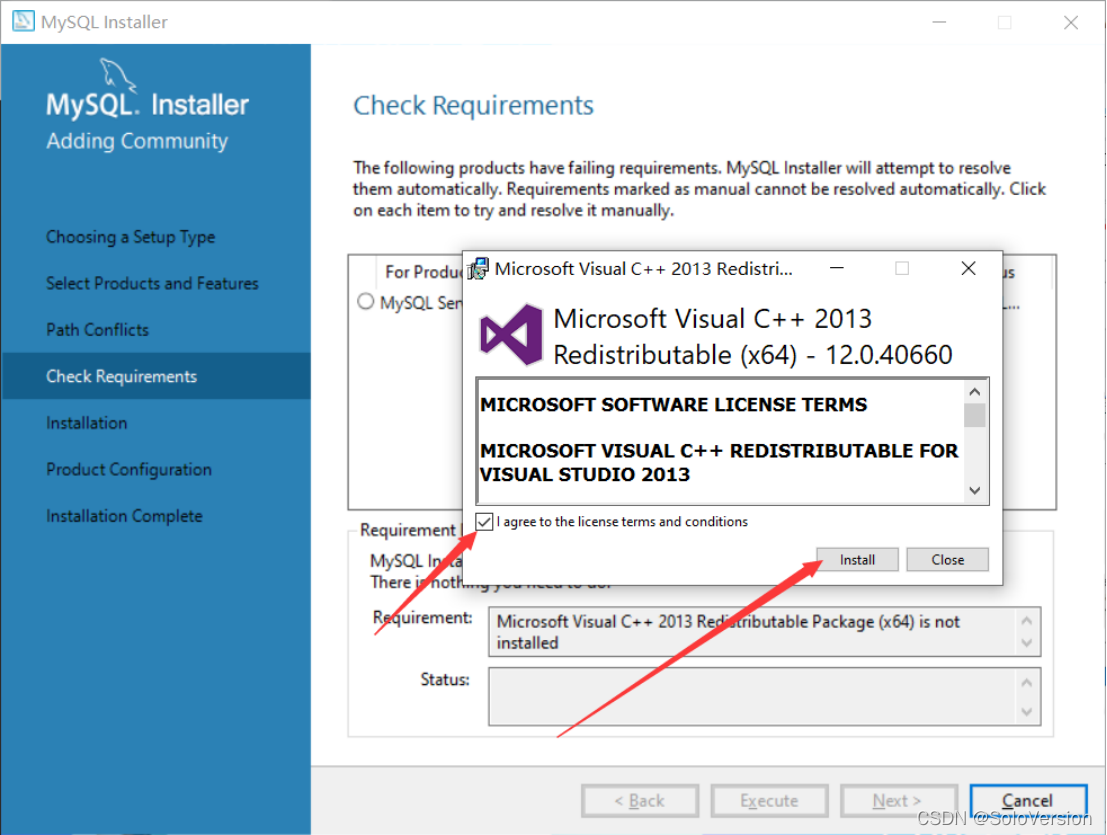 MySQL Installer
MySQL. Installer
Adding Community
Choosing a Setup Type
Select Products and Features
Path Conflicts
Check Requirements
Installation
Product Configuration
Installation Complete
Check Requirements
The following products have failing requirements. MySQL Installer will attempt to resolve
them automatically. Requirements marked as manual cannot be resolved automatically. Click
on each item to try and resolve it manually.
For Produ
us
MySQL Ser
...
Microsoft Visual C++ 2013 Redistri...
Microsoft Visual C++ 2013
Redistributable (x64) - 12.0.40660
MICROSOFT SOFTWARE LICENSE TERMS
MICROSOFT VISUAL C++ REDISTRIBUTABLE FOR
VISUAL STUDIO 2013
I agree to the license terms and conditions
Install
Close
Requirement
MySQL Insta
There is nothing you need to do.
Requirement:
Microsoft Visual C++ 2013 Redistributable Package (x64) is not
installed
Status:
< Back
Execute
Next >
Cancel
CSDN @SoloVersion